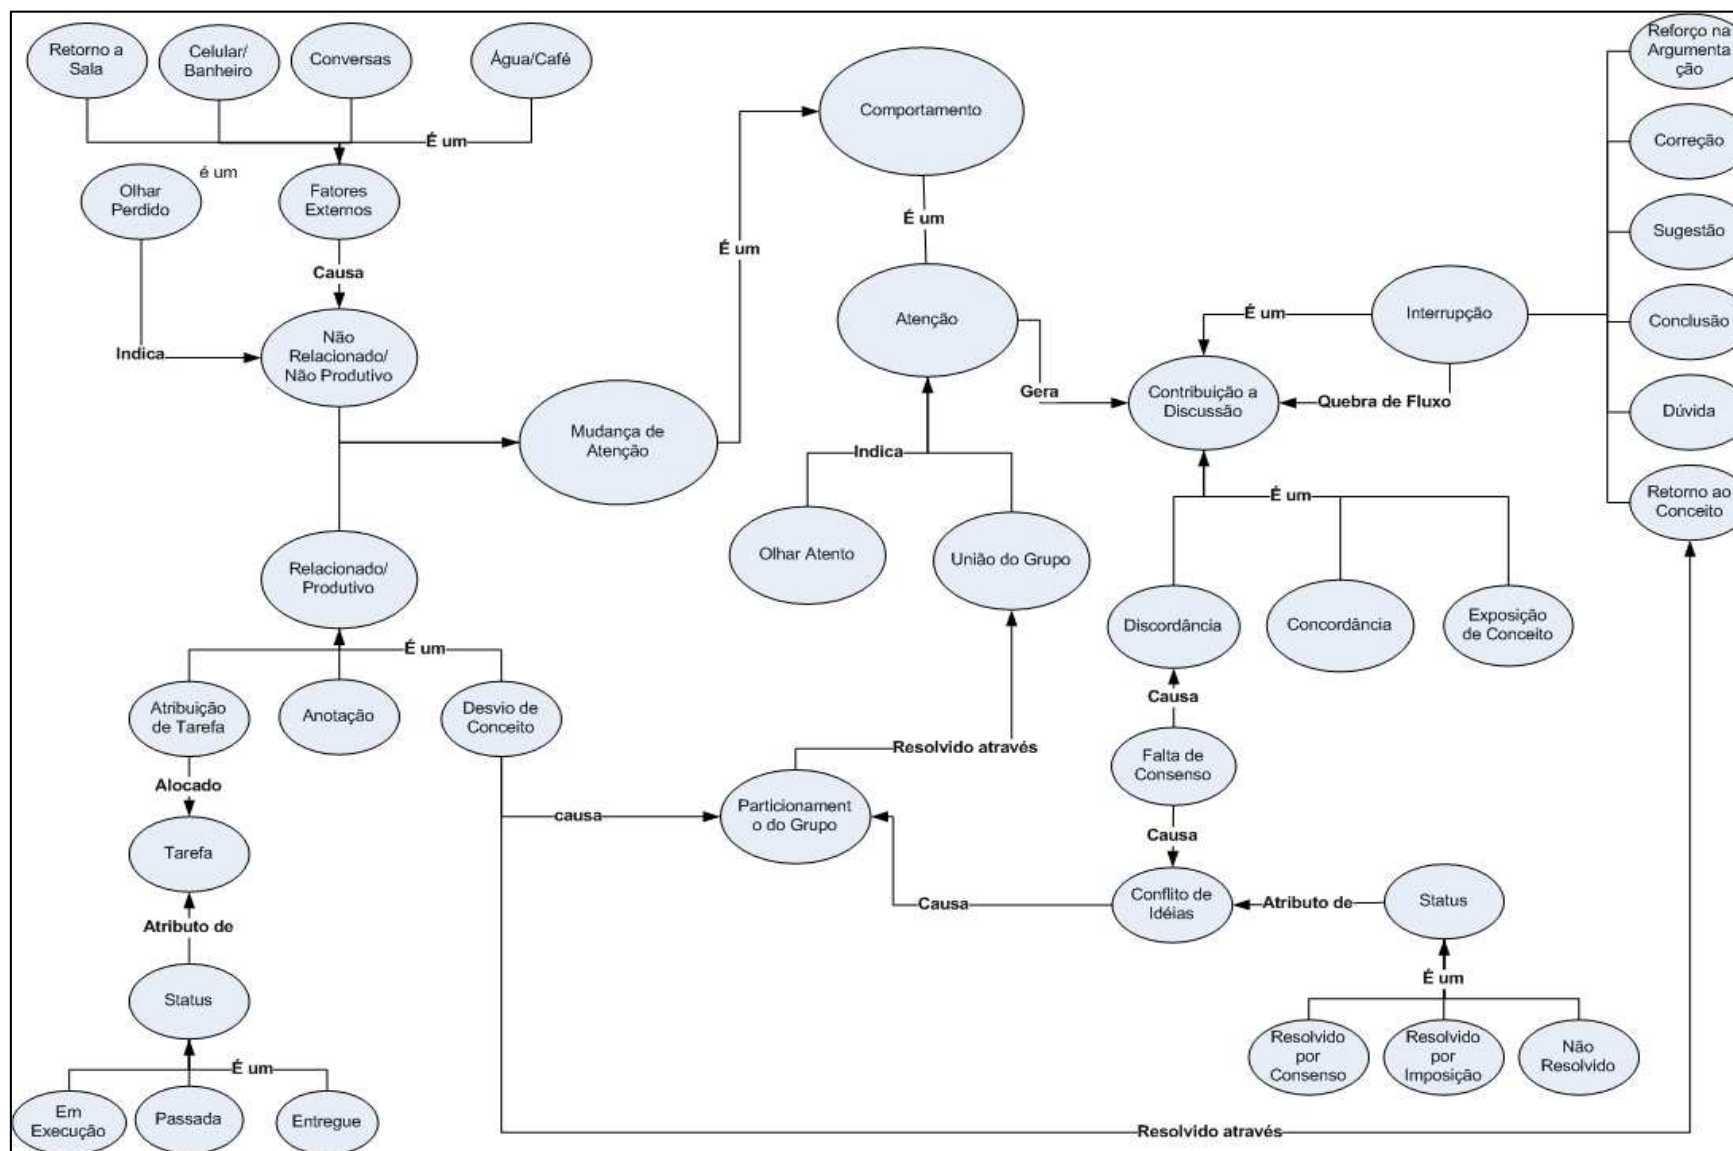 Retorno a
Sala
Celular/
Banheiro
Conversas
Água/Café
É um
é um
Olhar
Perdido
Fatores
Externos
Causa
Indica
Não
Relacionado/
Não Produtivo
Mudança de
Atenção
É um
Comportamento
É um
Atenção
Gera
Indica
Olhar Atento
União do Grupo
Relacionado/
Produtivo
É um
Atribuição
de Tarefa
Anotação
Desvio de
Conceito
Alocado
Tarefa
Atributo de
Status
É um
Em
Execução
Passada
Entregue
causa
Particionament
o do Grupo
Resolvido através
Interrupção
É um
Quebra de Fluxo
Contribuição a
Discussão
É um
Discordância
Concordância
Exposição
de Conceito
Causa
Falta de
Consenso
Causa
Conflito de
Idéias
Causa
Atributo de
Status
É um
Resolvido
por
Consenso
Resolvido
por
Imposição
Não
Resolvido
Resolvido através
Reforço na
Argumenta
ção
Correção
Sugestão
Conclusão
Dúvida
Retorno ao
Conceito